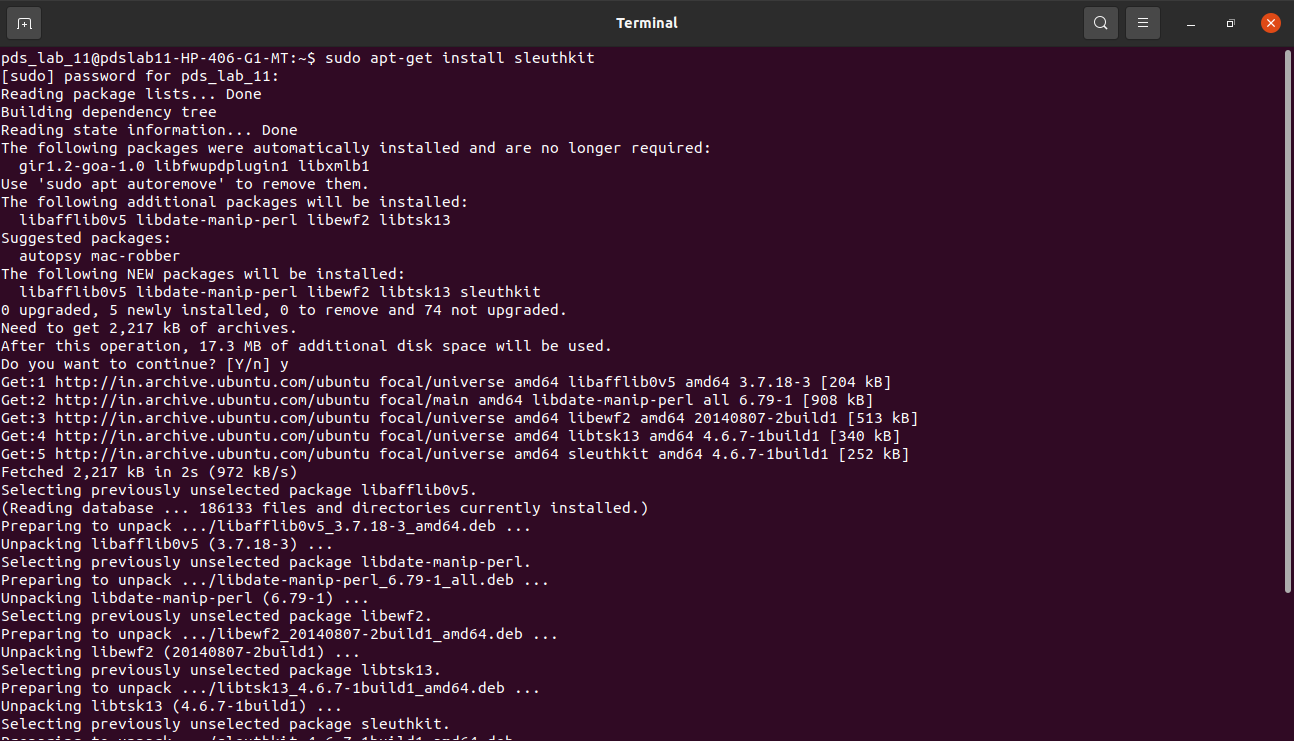 Terminal
pds_lab_11@pdslab11-HP-406-G1-MT:~$ sudo apt-get install sleuthkit
[sudo] password for pds_lab_11:
Reading package lists... Done
Building dependency tree
Reading state information... Done
The following packages were automatically installed and are no longer required:
  gir1.2-goa-1.0 libfwupdplugin1 libxmlb1
Use 'sudo apt autoremove' to remove them.
The following additional packages will be installed:
  libafflib0v5 libdate-manip-perl libewf2 libtsk13
Suggested packages:
  autopsy mac-robber
The following NEW packages will be installed:
  libafflib0v5 libdate-manip-perl libewf2 libtsk13 sleuthkit
0 upgraded, 5 newly installed, 0 to remove and 74 not upgraded.
Need to get 2,217 kB of archives.
After this operation, 17.3 MB of additional disk space will be used.
Do you want to continue? [Y/n] y
Get:1 http://in.archive.ubuntu.com/ubuntu focal/universe amd64 libafflib0v5 amd64 3.7.18-3 [204 kB]
Get:2 http://in.archive.ubuntu.com/ubuntu focal/main amd64 libdate-manip-perl all 6.79-1 [908 kB]
Get:3 http://in.archive.ubuntu.com/ubuntu focal/universe amd64 libewf2 amd64 20140807-2build1 [513 kB]
Get:4 http://in.archive.ubuntu.com/ubuntu focal/universe amd64 libtsk13 amd64 4.6.7-1build1 [340 kB]
Get:5 http://in.archive.ubuntu.com/ubuntu focal/universe amd64 sleuthkit amd64 4.6.7-1build1 [252 kB]
Fetched 2,217 kB in 2s (972 kB/s)
Selecting previously unselected package libafflib0v5.
(Reading database ... 186133 files and directories currently installed.)
Preparing to unpack .../libafflib0v5_3.7.18-3_amd64.deb ...
Unpacking libafflib0v5 (3.7.18-3) ...
Selecting previously unselected package libdate-manip-perl.
Preparing to unpack .../libdate-manip-perl_6.79-1_all.deb ...
Unpacking libdate-manip-perl (6.79-1) ...
Selecting previously unselected package libewf2.
Preparing to unpack .../libewf2_20140807-2build1_amd64.deb ...
Unpacking libewf2 (20140807-2build1) ...
Selecting previously unselected package libtsk13.
Preparing to unpack .../libtsk13_4.6.7-1build1_amd64.deb ...
Unpacking libtsk13 (4.6.7-1build1) ...
Selecting previously unselected package sleuthkit.